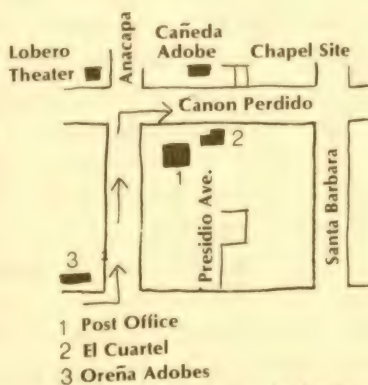 Cañeda
Adobe
Lobero
Theater
Anacapa
Chapel Site
Canon Perdido
2
1
Presidio Ave.
Santa Barbara
3
1 Post Office
2 El Cuartel
3 Oreña Adobes